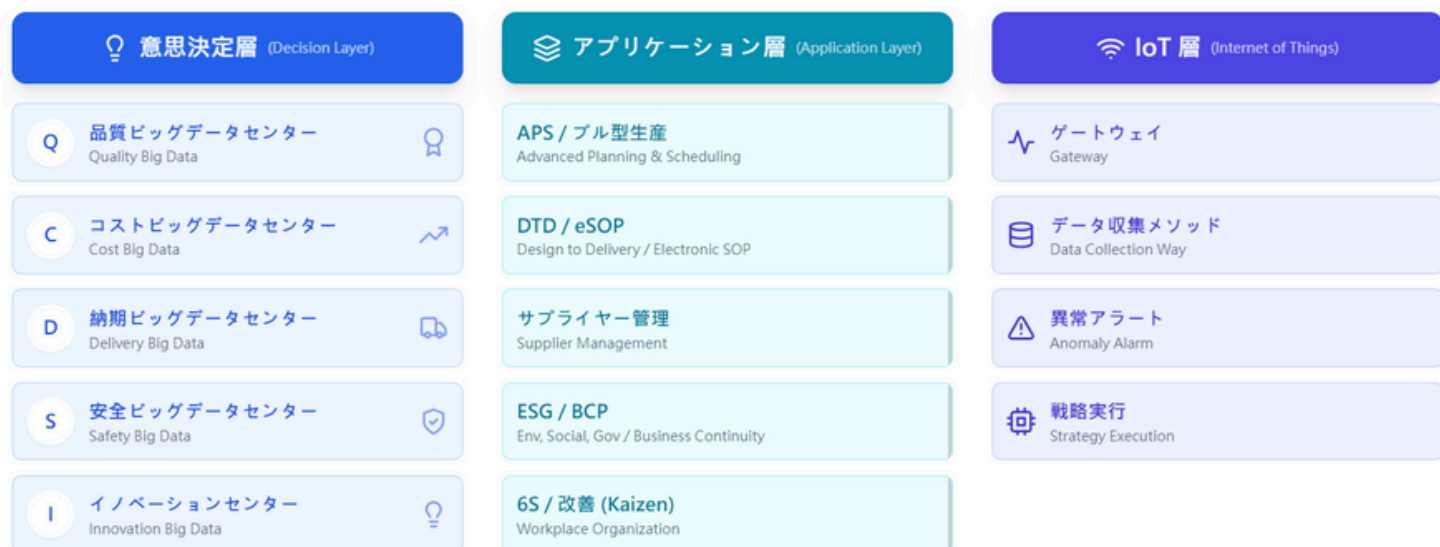 意思決定層 (Decision Layer)
Q
品質ビッグデータセンター
Quality Big Data
C
コストビッグデータセンター
Cost Big Data
D
納期ビッグデータセンター
Delivery Big Data
S
安全ビッグデータセンター
Safety Big Data
I
イノベーションセンター
Innovation Big Data
アプリケーション層 (Application Layer)
APS / プル型生産
Advanced Planning & Scheduling
DTD / eSOP
Design to Delivery / Electronic SOP
サプライヤー管理
Supplier Management
ESG / BCP
Env, Social, Gov / Business Continuity
6S / 改善 (Kaizen)
Workplace Organization
IoT 層 (Internet of Things)
ゲートウェイ
Gateway
データ収集メソッド
Data Collection Way
異常アラート
Anomaly Alarm
戦略実行
Strategy Execution